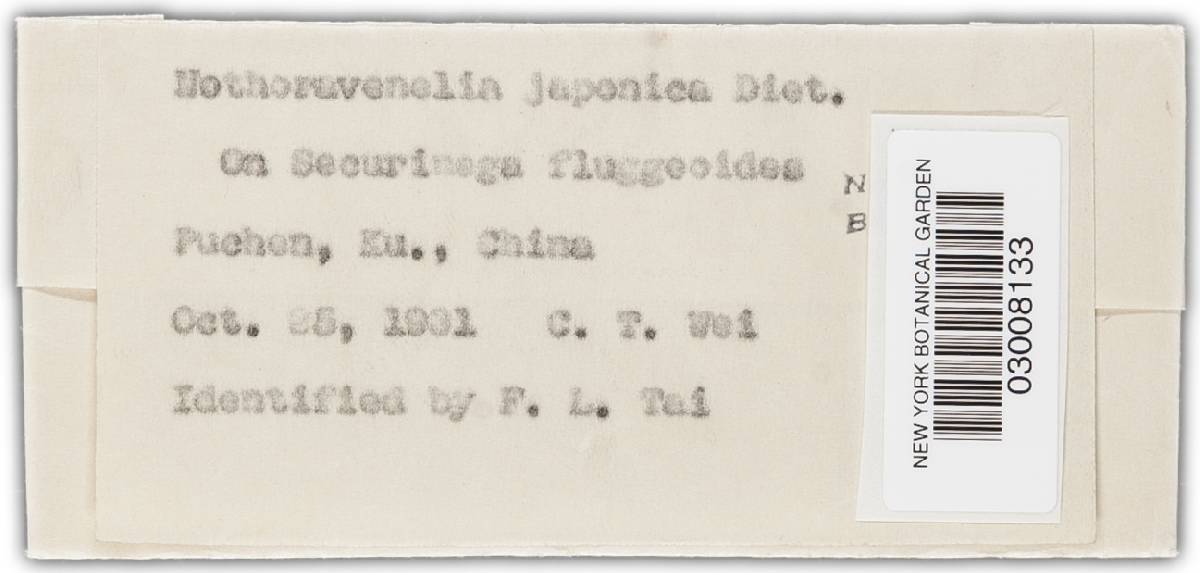 Nothoravenelia japonica Diet.
On Securinega fluggeoides
Puchen, Ku., China
Oct. 25, 1931 C. T. Wei
Identified by F. L. Tai
N
B
NEW YORK BOTANICAL GARDEN
03008133